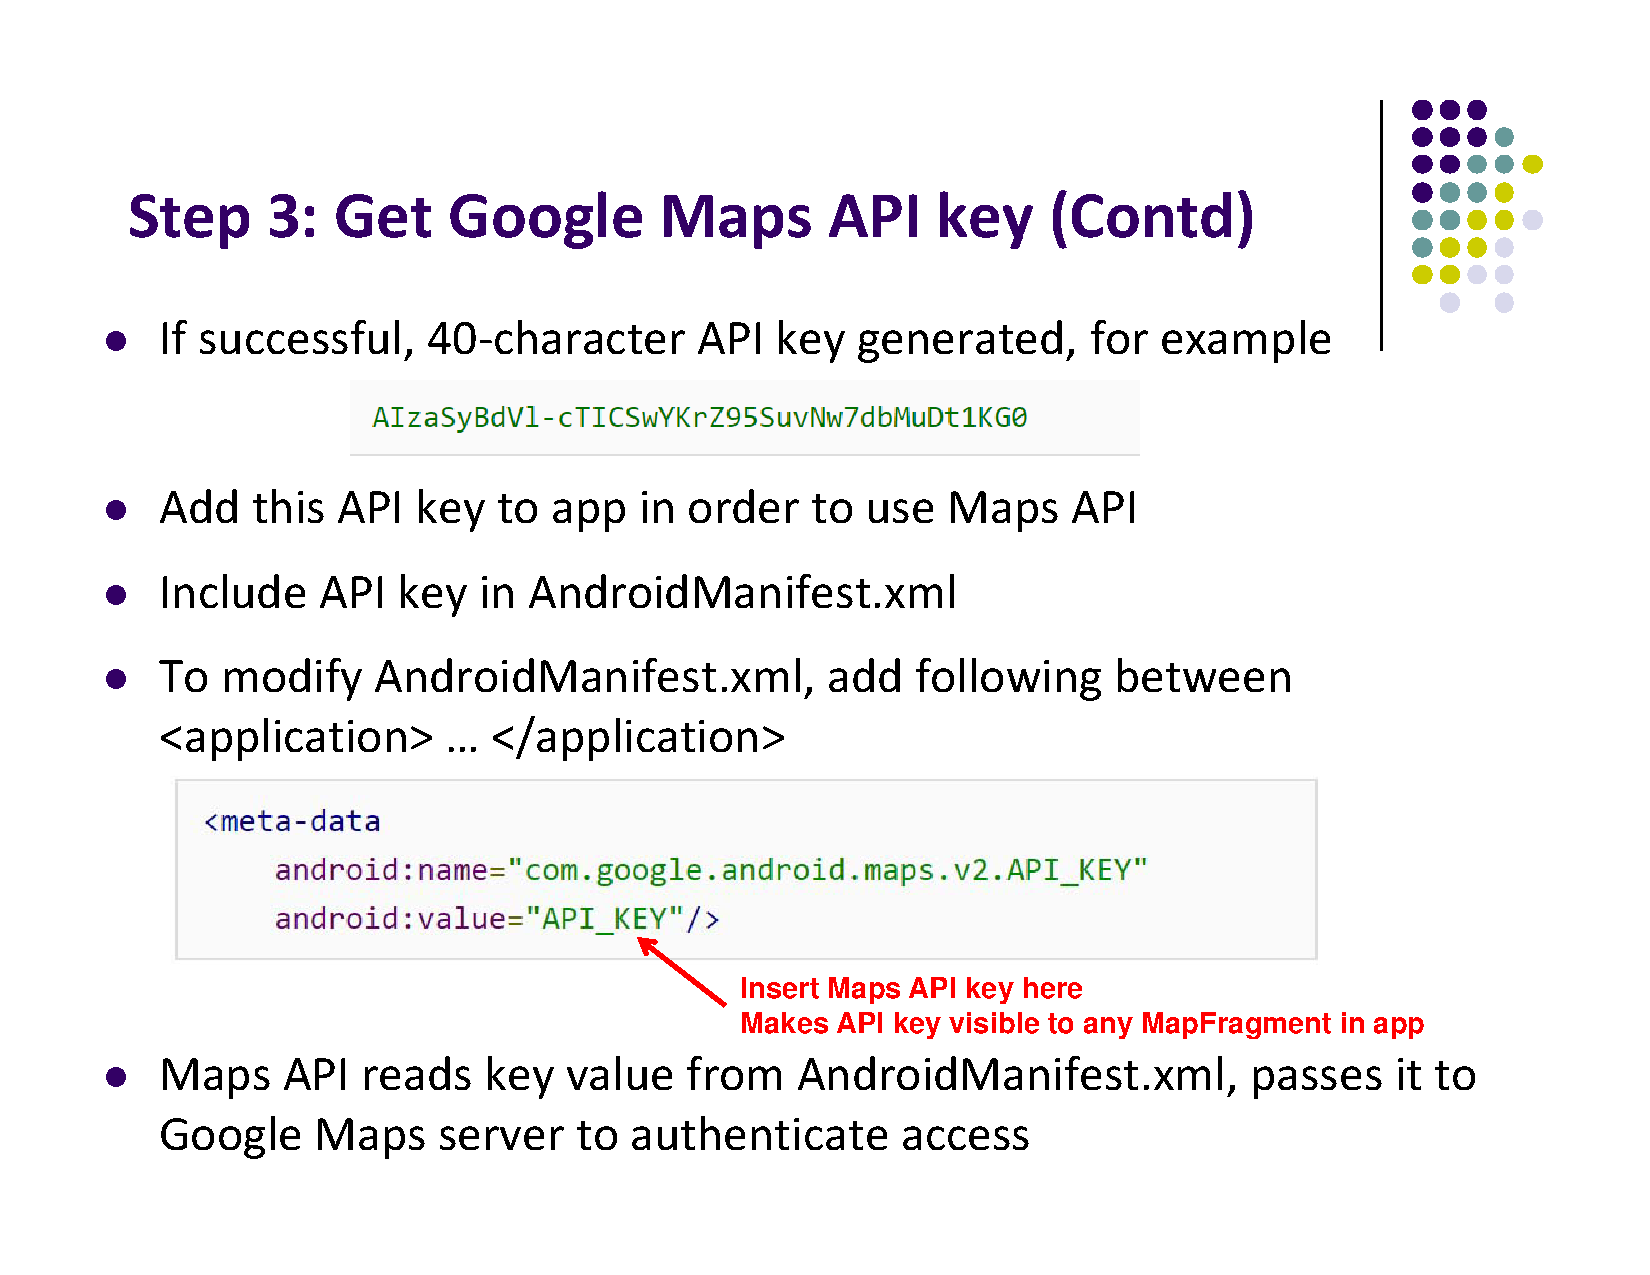 Step 3: Get Google Maps API key (Contd)
If successful, 40-character API key generated, for example
AIzaSyBdVl-cTICSwYKrZ95SuvNw7dbMuDt1KG0
Add this API key to app in order to use Maps API
Include API key in AndroidManifest.xml
To modify AndroidManifest.xml, add following between
<application> … </application>
<meta-data
android:name="com.google.android.maps.v2.API_KEY"
android:value="API_KEY"/>
Insert Maps API key here
Makes API key visible to any MapFragment in app
Maps API reads key value from AndroidManifest.xml, passes it to
Google Maps server to authenticate access